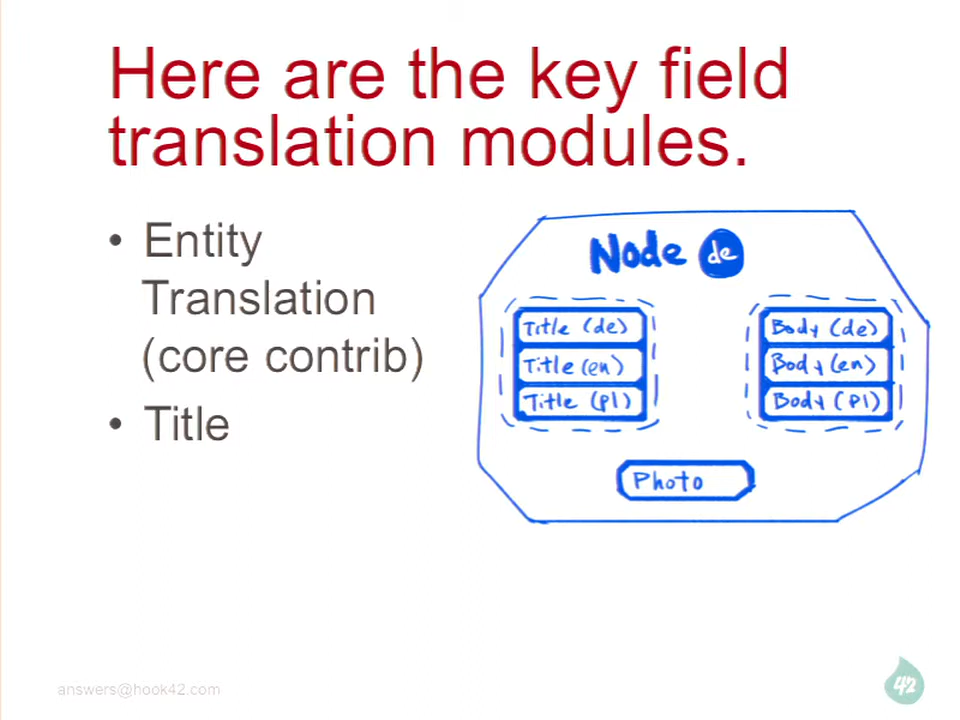 Here are the key field
translation modules.
• Entity
Translation
(core contrib)
• Title
Node de
Title (de)
Title (en)
Title (pl)
Body (de)
Body (en)
Body (pl)
Photo
answers@hook42.com
42